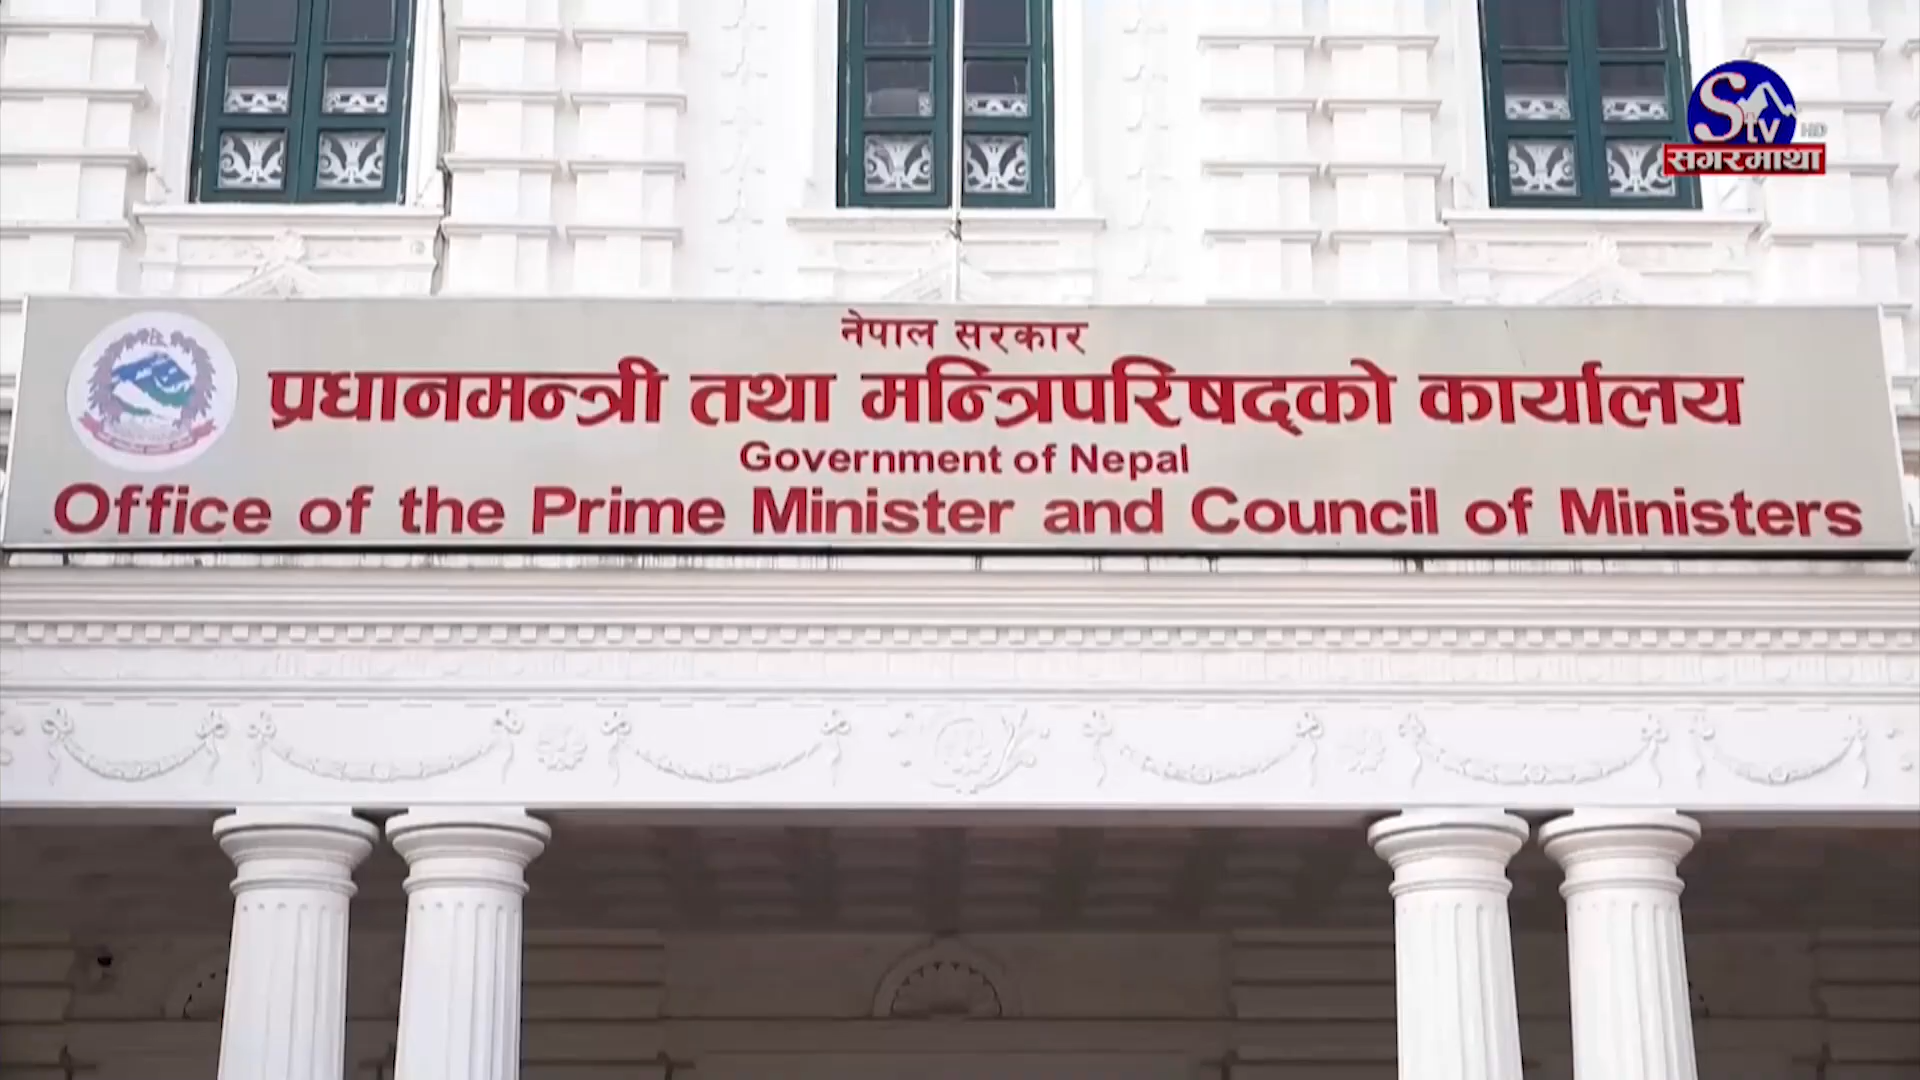 STV HD
सगरमाथा
नेपाल सरकार
प्रधानमन्त्री तथा मन्त्रिपरिषद्को कार्यालय
Government of Nepal
Office of the Prime Minister and Council of Ministers